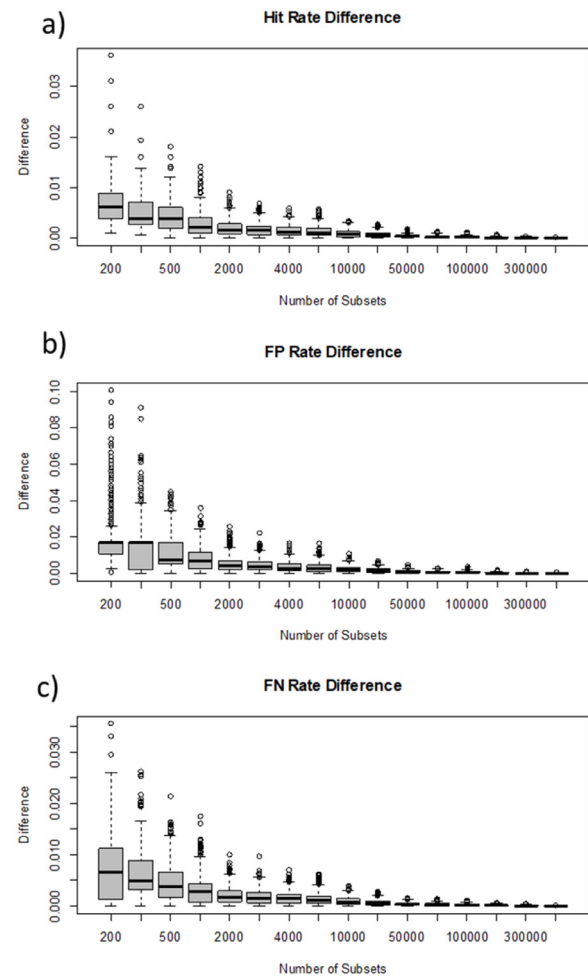 a)
Hit Rate Difference
Difference
0.00
0.01
0.02
0.03
200 500 2000 4000 10000 50000 100000 300000
Number of Subsets
b)
FP Rate Difference
Difference
0.00
0.02
0.04
0.06
0.08
0.10
200 500 2000 4000 10000 50000 100000 300000
Number of Subsets
c)
FN Rate Difference
Difference
0.000
0.010
0.020
0.030
200 500 2000 4000 10000 50000 100000 300000
Number of Subsets